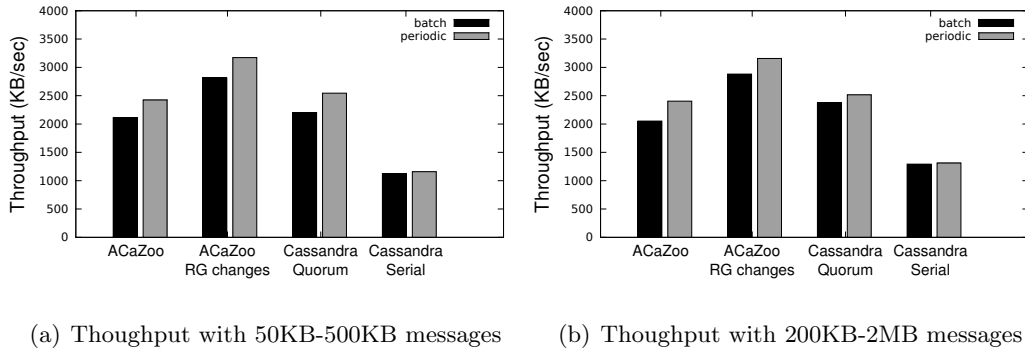 Throughput (KB/sec)
4000
3500
3000
2500
2000
1500
1000
500
0
batch
periodic
ACaZoo
ACaZoo
RG changes
Cassandra
Quorum
Cassandra
Serial
(a) Thoughput with 50KB-500KB messages
Throughput (KB/sec)
4000
3500
3000
2500
2000
1500
1000
500
0
batch
periodic
ACaZoo
ACaZoo
RG changes
Cassandra
Quorum
Cassandra
Serial
(b) Thoughput with 200KB-2MB messages